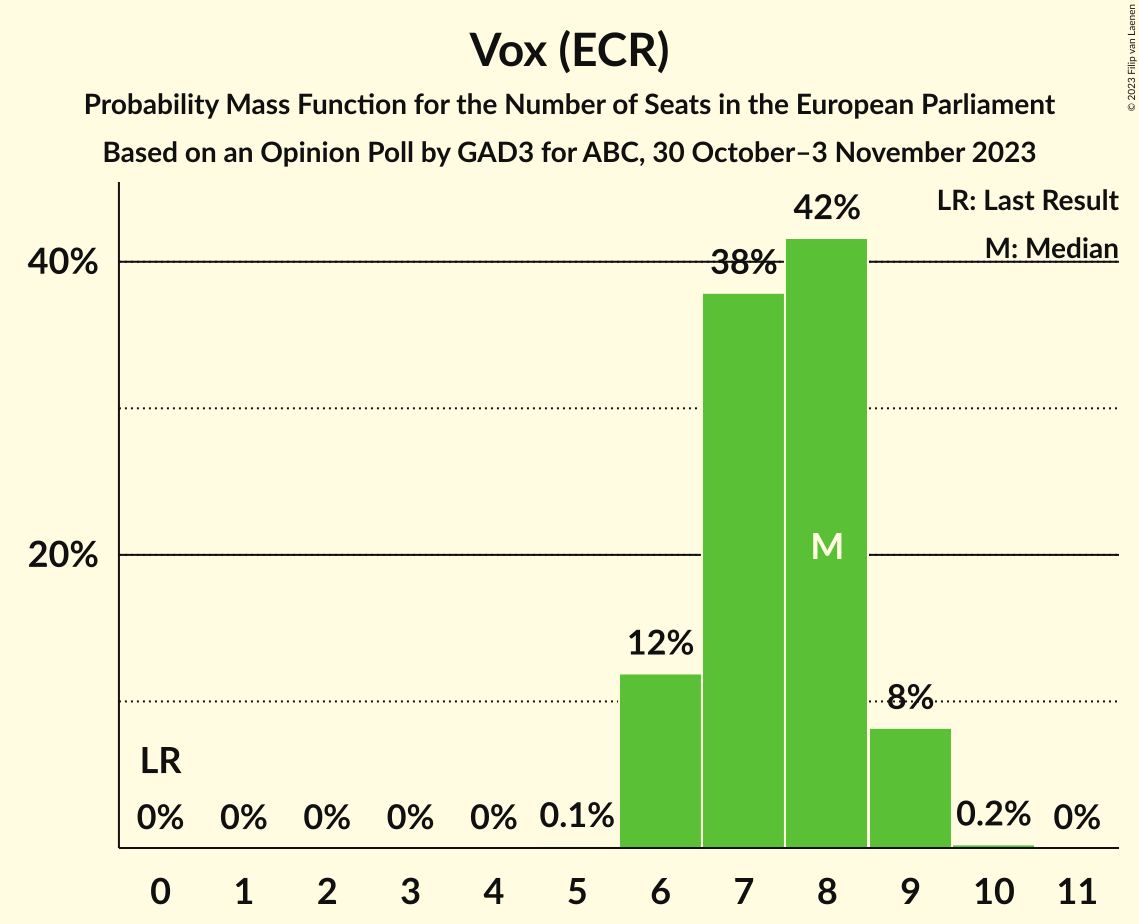 Vox (ECR)
Probability Mass Function for the Number of Seats in the European Parliament
Based on an Opinion Poll by GAD3 for ABC, 30 October–3 November 2023
© 2023 Filip van Laenen
LR: Last Result
M: Median
40%
20%
42%
38%
M
12%
8%
LR
0%
0%
0%
0%
0%
0.1%
0.2%
0%
0 1 2 3 4 5 6 7 8 9 10 11